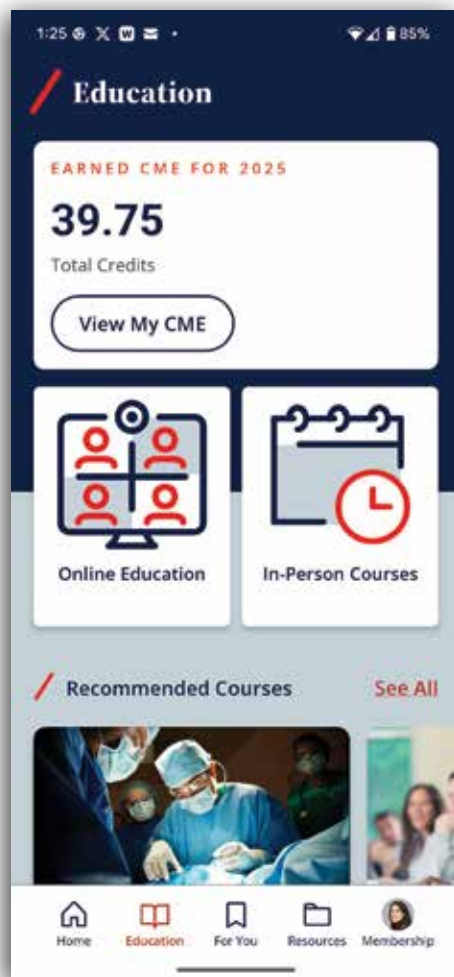 1:25 X W 85%
Education
EARNED CME FOR 2025
39.75
Total Credits
View My CME
Online Education
In-Person Courses
Recommended Courses
See All
Home
Education
For You
Resources
Membership